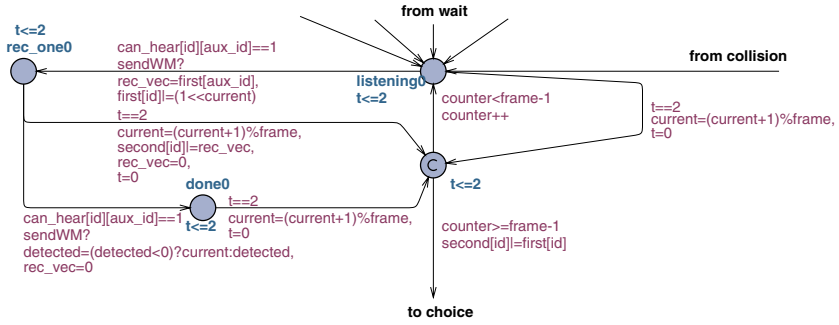 from wait
t<=2
rec_one0
can_hear[id][aux_id]==1
sendWM?
rec_vec=first[aux_id],
first[id]|=(1<<current)
from collision
listening0
t<=2
counter<frame-1
counter++
t==2
current=(current+1)%frame,
t=0
t==2
current=(current+1)%frame,
second[id]|=rec_vec,
rec_vec=0,
t=0
C
t<=2
done0
t<=2
t==2
current=(current+1)%frame,
t=0
can_hear[id][aux_id]==1
sendWM?
detected=(detected<0)?current:detected,
rec_vec=0
counter>=frame-1
second[id]|=first[id]
to choice